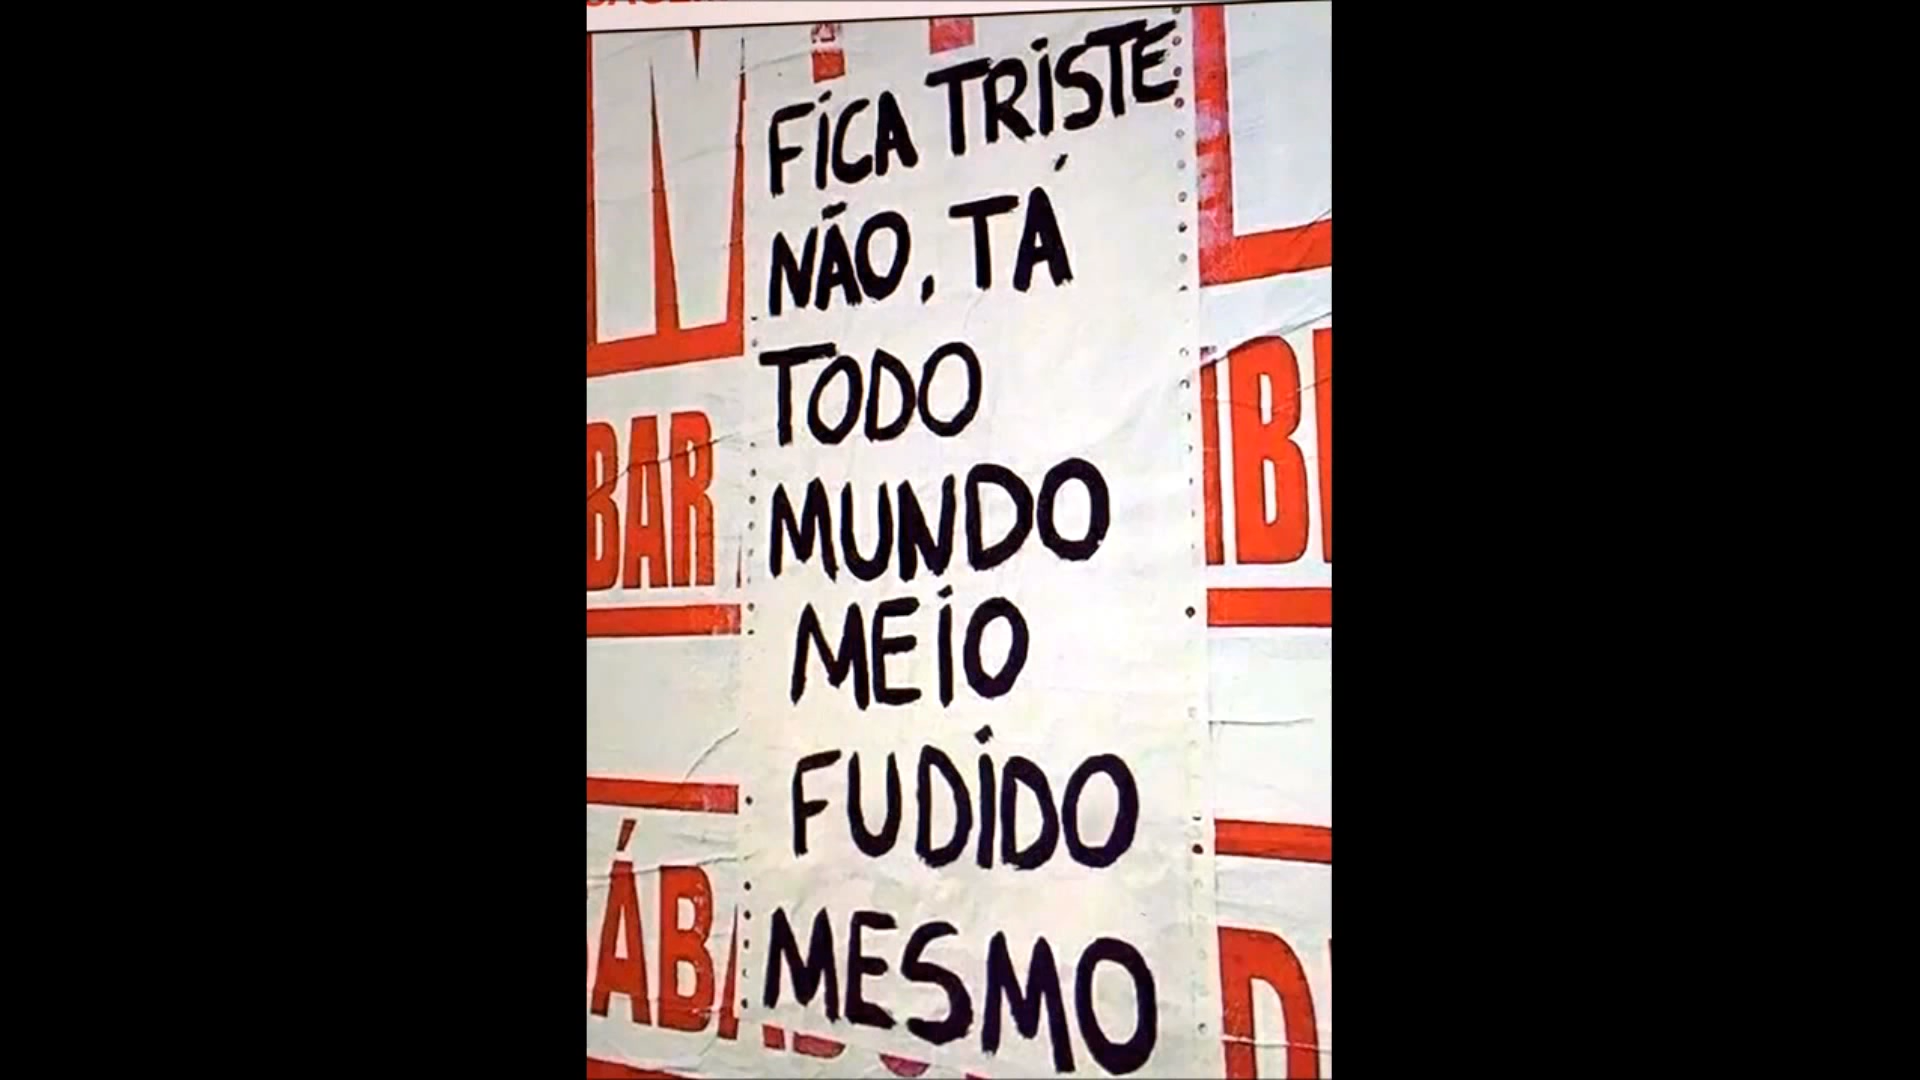 FICA TRISTE
NÃO, TÁ
TODO
MUNDO
MEIO
FUDIDO
MESMO
BAR